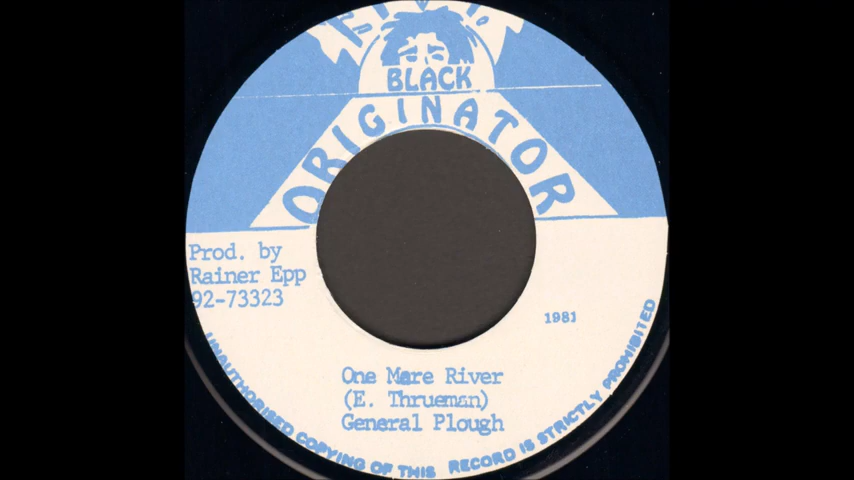 BLACK
ORIGINATOR
Prod. by
Rainer Epp
92-73323
1981
One More River
(E. Thrueman)
General Plough
UNAUTHORISED COPYING OF THIS RECORD IS STRICTLY PROHIBITED